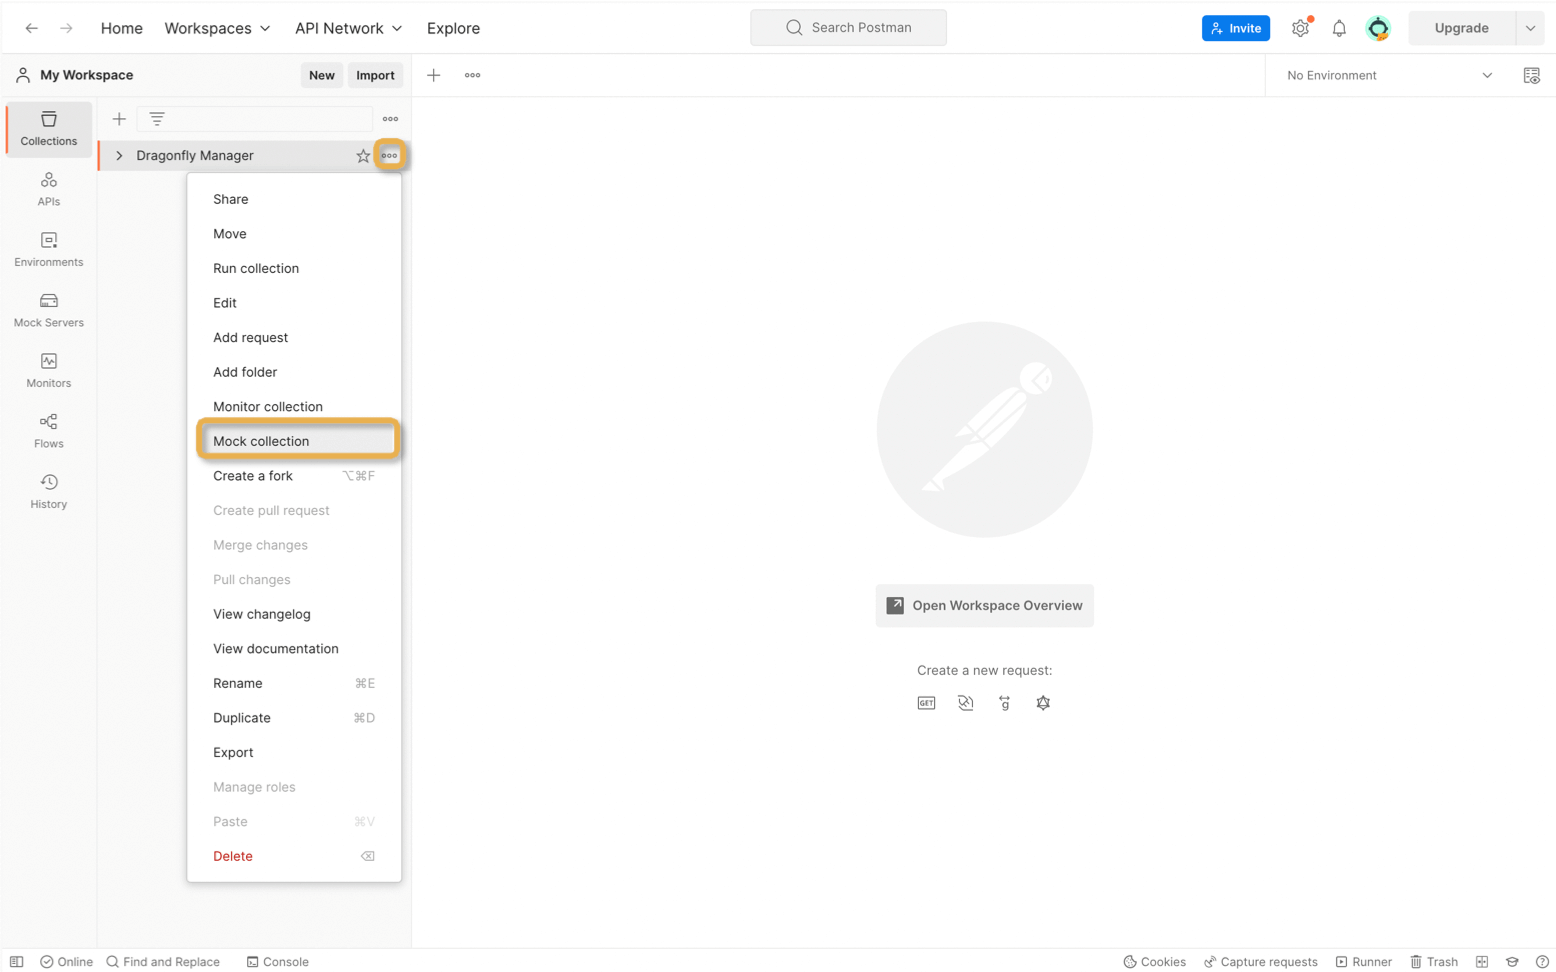 Home Workspaces API Network Explore Search Postman Invite Upgrade
My Workspace New Import No Environment
Collections
APIs
Environments
Mock Servers
Monitors
Flows
History
Dragonfly Manager
Share
Move
Run collection
Edit
Add request
Add folder
Monitor collection
Mock collection
Create a fork ⌥⌘F
Create pull request
Merge changes
Pull changes
View changelog
View documentation
Rename ⌘E
Duplicate ⌘D
Export
Manage roles
Paste ⌘V
Delete ⌫
Open Workspace Overview
Create a new request:
GET g
Online Find and Replace Console Cookies Capture requests Runner Trash